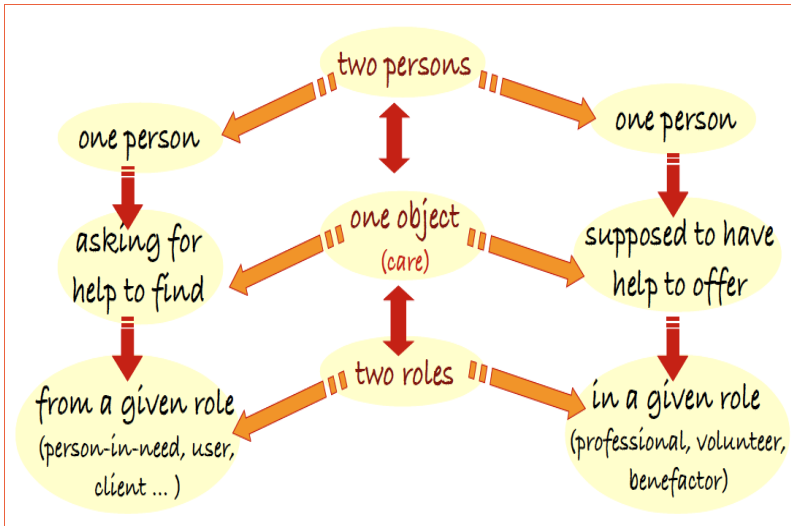 two persons
one person
one person
one object
(care)
asking for
help to find
supposed to have
help to offer
two roles
from a given role
(person-in-need, user,
client ... )
in a given role
(professional, volunteer,
benefactor)